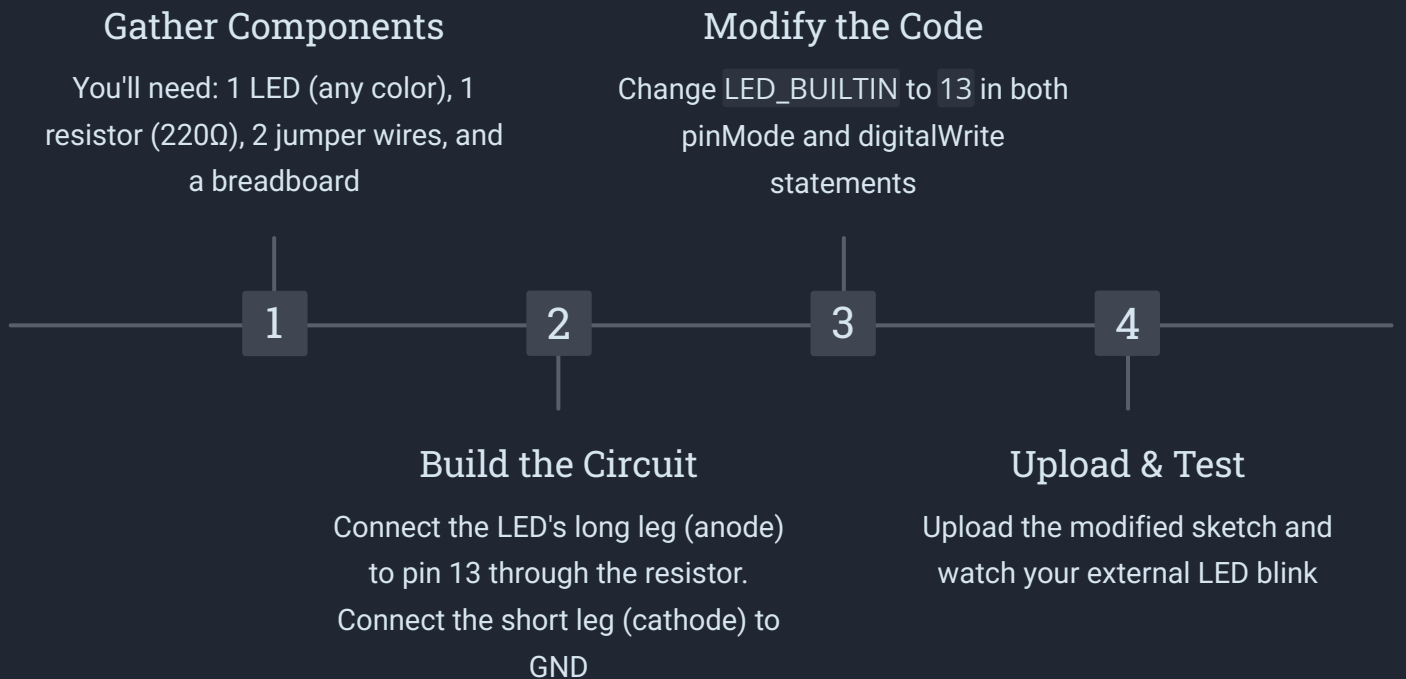 Gather Components
You'll need: 1 LED (any color), 1
resistor (220Ω), 2 jumper wires, and
a breadboard
1
Build the Circuit
Connect the LED's long leg (anode)
to pin 13 through the resistor.
Connect the short leg (cathode) to
GND
2
Modify the Code
Change LED_BUILTIN to 13 in both
pinMode and digitalWrite
statements
3
Upload & Test
Upload the modified sketch and
watch your external LED blink
4